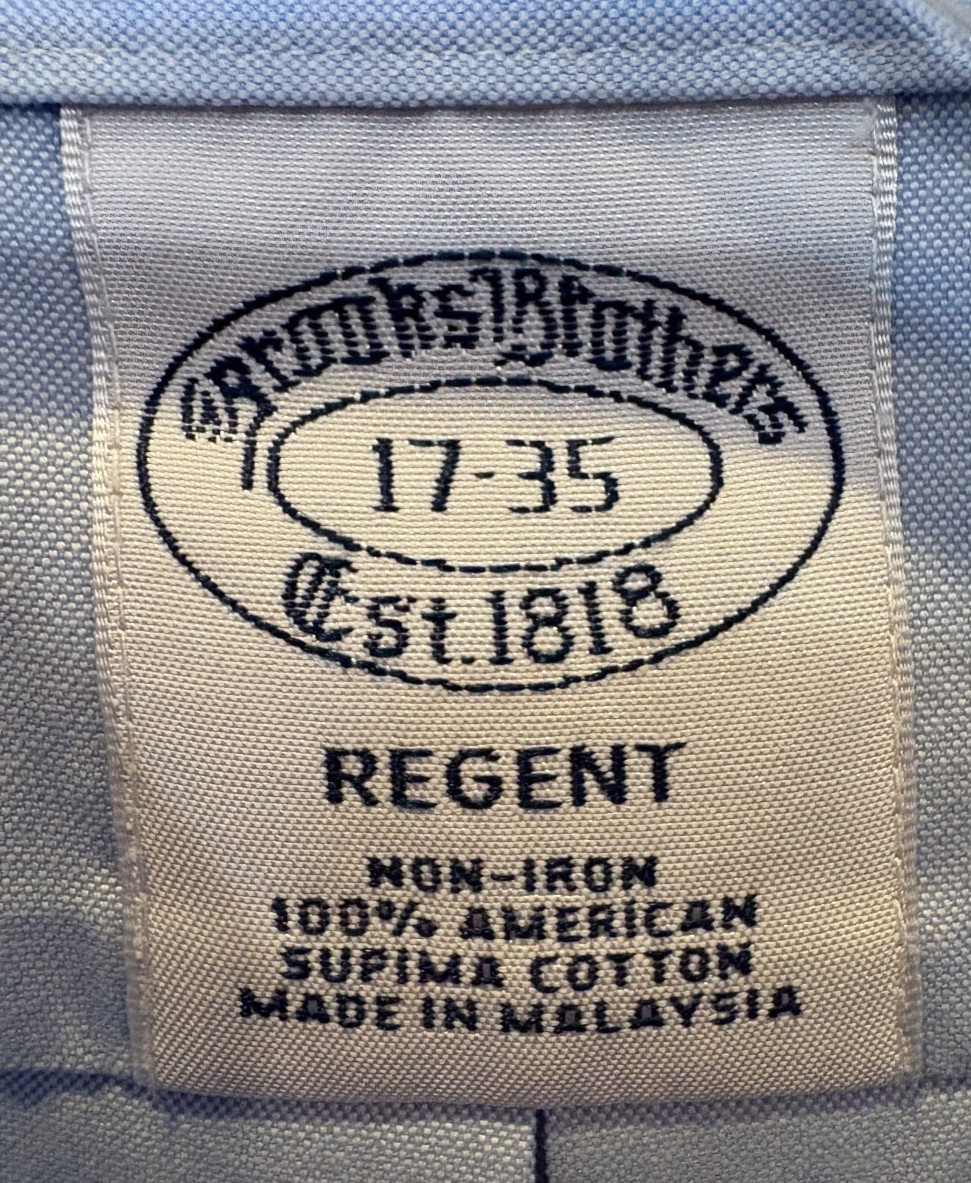 Brooks Brothers
17-35
Est. 1818
REGENT
NON-IRON
100% AMERICAN
SUPIMA COTTON
MADE IN MALAYSIA